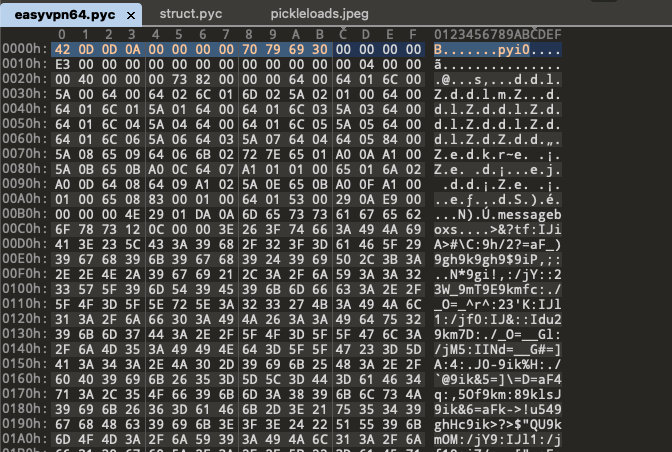 easyvpn64.pyc × struct.pyc pickleloads.jpeg
0 1 2 3 4 5 6 7 8 9 A B Č D E F 0123456789ABČDEF
0000h: 42 0D 0D 0A 00 00 00 00 70 79 69 30 00 00 00 00 B.......pyi0....
0010h: E3 00 00 00 00 00 00 00 00 00 00 00 00 04 00 00 ã...............
0020h: 00 40 00 00 00 73 82 00 00 00 64 00 64 01 6C 00 .@...s‚...d.d.l.
0030h: 5A 00 64 00 64 02 6C 01 6D 02 5A 02 01 00 64 00 Z.d.d.l.m.Z...d.
0040h: 64 01 6C 01 5A 01 64 00 64 01 6C 03 5A 03 64 00 d.l.Z.d.d.l.Z.d.
0050h: 64 01 6C 04 5A 04 64 00 64 01 6C 05 5A 05 64 00 d.l.Z.d.d.l.Z.d.
0060h: 64 01 6C 06 5A 06 64 03 5A 07 64 04 64 05 84 00 d.l.Z.d.Z.d.d.„.
0070h: 5A 08 65 09 64 06 6B 02 72 7E 65 01 A0 0A A1 00 Z.e.d.k.r~e. .¡.
0080h: 5A 0B 65 0B A0 0C 64 07 A1 01 01 00 65 01 6A 02 Z.e. .d.¡...e.j.
0090h: A0 0D 64 08 64 09 A1 02 5A 0E 65 0B A0 0F A1 00 .d.d.¡.Z.e. .¡.
00A0h: 01 00 65 08 83 00 01 00 64 01 53 00 29 0A E9 00 ..e.ƒ...d.S.).é.
00B0h: 00 00 00 4E 29 01 DA 0A 6D 65 73 73 61 67 65 62 ...N).Ú.messageb
00C0h: 6F 78 73 12 0C 00 00 3E 26 3F 74 66 3A 49 4A 69 oxs....>&?tf:IJi
00D0h: 41 3E 23 5C 43 3A 39 68 2F 32 3F 3D 61 46 5F 29 A>#\C:9h/2?=aF_)
00E0h: 39 67 68 39 6B 39 67 68 39 24 39 69 50 2C 3B 3A 9gh9k9gh9$9iP,;:
00F0h: 2E 2E 4E 2A 39 67 69 21 2C 3A 2F 6A 59 3A 3A 32 ..N*9gi!,:/jY::2
0100h: 33 57 5F 39 6D 54 39 45 39 6B 6D 66 63 3A 2E 2F 3W_9mT9E9kmfc:./
0110h: 5F 4F 3D 5F 5E 72 5E 3A 32 33 27 4B 3A 49 4A 6C _O=_^r^:23'K:IJl
0120h: 31 3A 2F 6A 66 30 3A 49 4A 26 3A 3A 49 64 75 32 1:/jf0:IJ&::Idu2
0130h: 39 6B 6D 37 44 3A 2E 2F 5F 4F 3D 5F 5F 47 6C 3A 9km7D:./_O=__Gl:
0140h: 2F 6A 4D 35 3A 49 49 4E 64 3D 5F 5F 47 23 3D 5D /jM5:IINd=__G#=]
0150h: 41 3A 34 3A 2E 4A 30 2D 39 69 6B 25 48 3A 2E 2F A:4:.J0-9ik%H:./
0160h: 60 40 39 69 6B 26 35 3D 5D 5C 3D 44 3D 61 46 34 `@9ik&5=]\=D=aF4
0170h: 71 3A 2C 35 4F 66 39 6B 6D 3A 38 39 6B 6C 73 4A q:,5Of9km:89klsJ
0180h: 39 69 6B 26 36 3D 61 46 6B 2D 3E 21 75 35 34 39 9ik&6=aFk->!u549
0190h: 67 68 48 63 39 69 6B 3E 3F 3E 24 22 51 55 39 6B ghHc9ik>?>$"QU9k
01A0h: 6D 4F 4D 3A 2F 6A 59 39 3A 49 4A 6C 31 3A 2F 6A mOM:/jY9:IJl1:/j